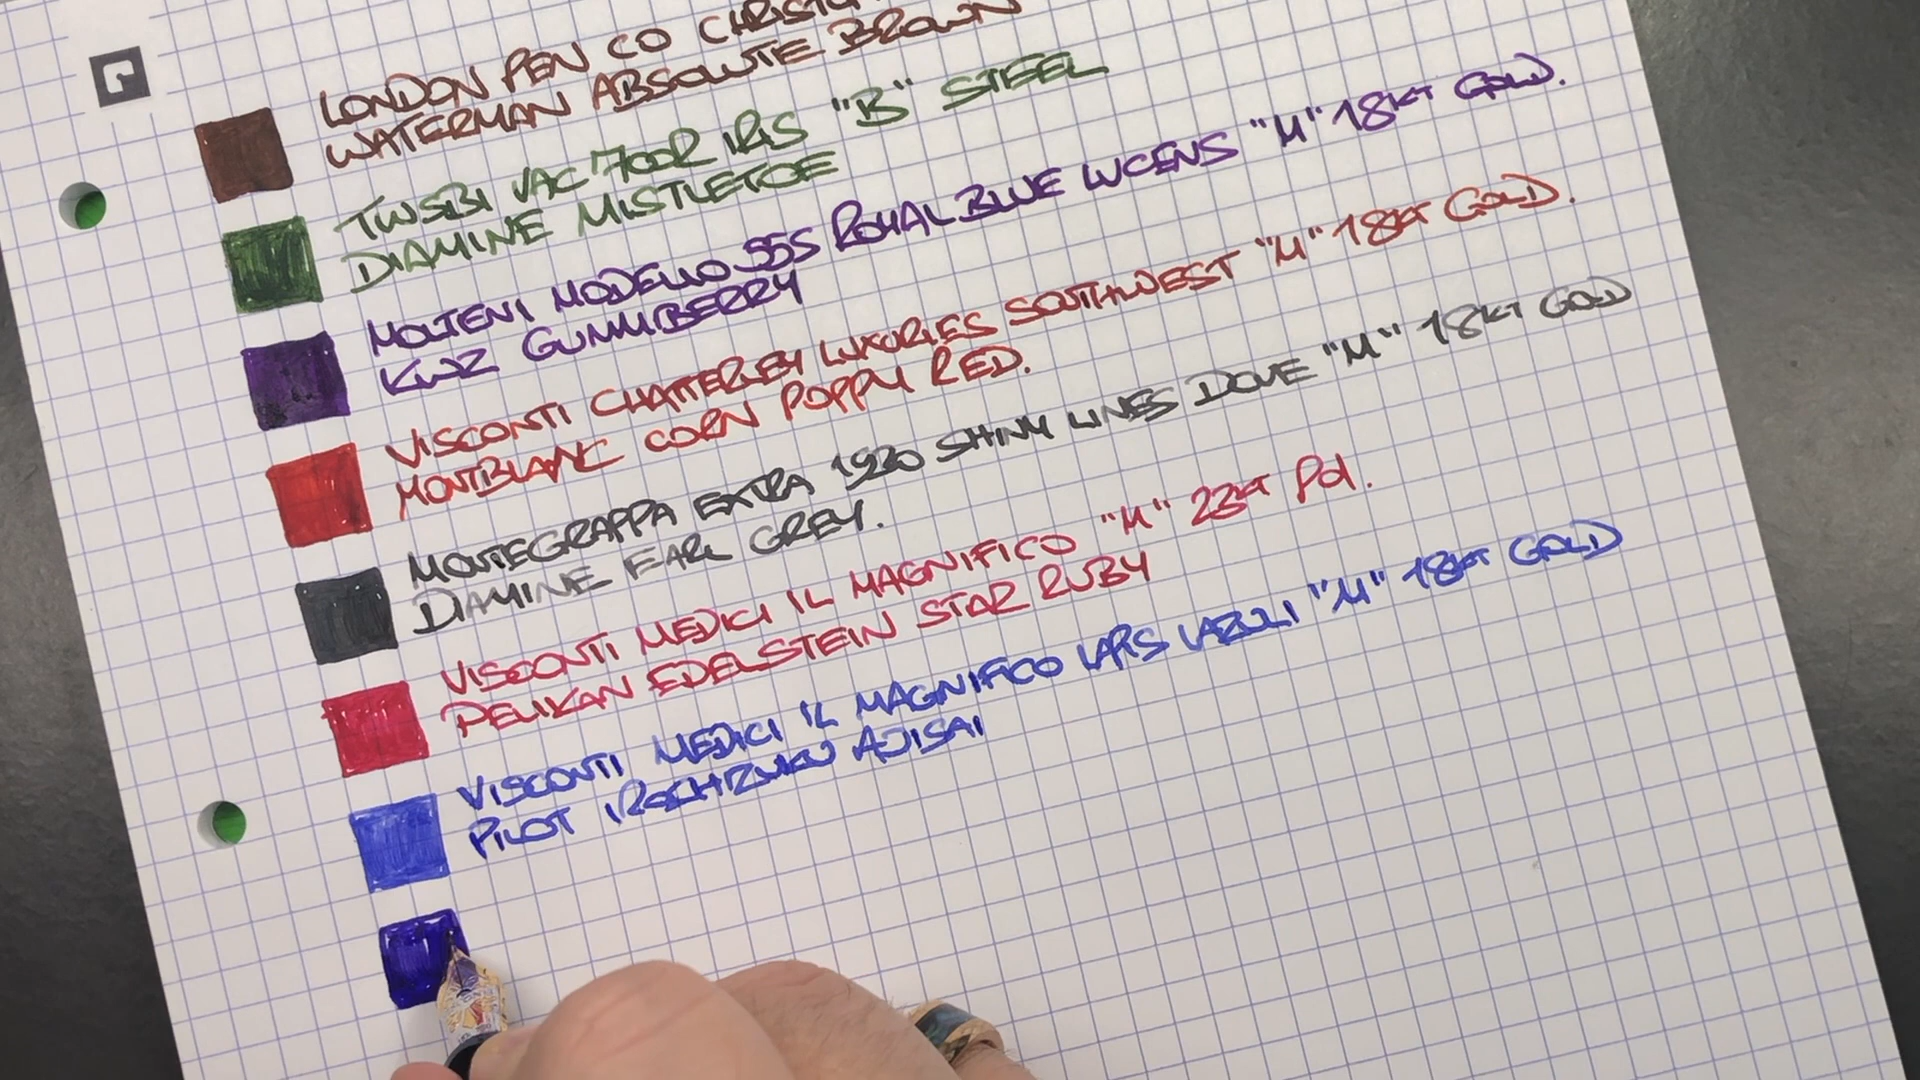 LONDON PEN CO
WATERMAN ABSOLUTE BROWN
TWSBI VAC 700R IRIS "B" STEEL
DIAMINE MISTLETOE
MOLTENI MODELLO 55S ROYAL BLUE LUCENS "M" 18KT GOLD.
KWZ GUMMIBERRY
VISCONTI CHATTERLEY LUXURIES SOUTHWEST "M" 18KT GOLD.
MONTBLANC CORN POPPY RED.
MONTEGRAPPA EXTRA 1930 SHINY LINES DOVE "M" 18KT GOLD
DIAMINE EARL GREY.
VISCONTI MEDICI IL MAGNIFICO "M" 23KT Pd.
PELIKAN EDELSTEIN STAR RUBY
VISCONTI MEDICI IL MAGNIFICO LAPIS LAZULI "M" 18KT GOLD
PILOT IROSHIZUKU AJISAI